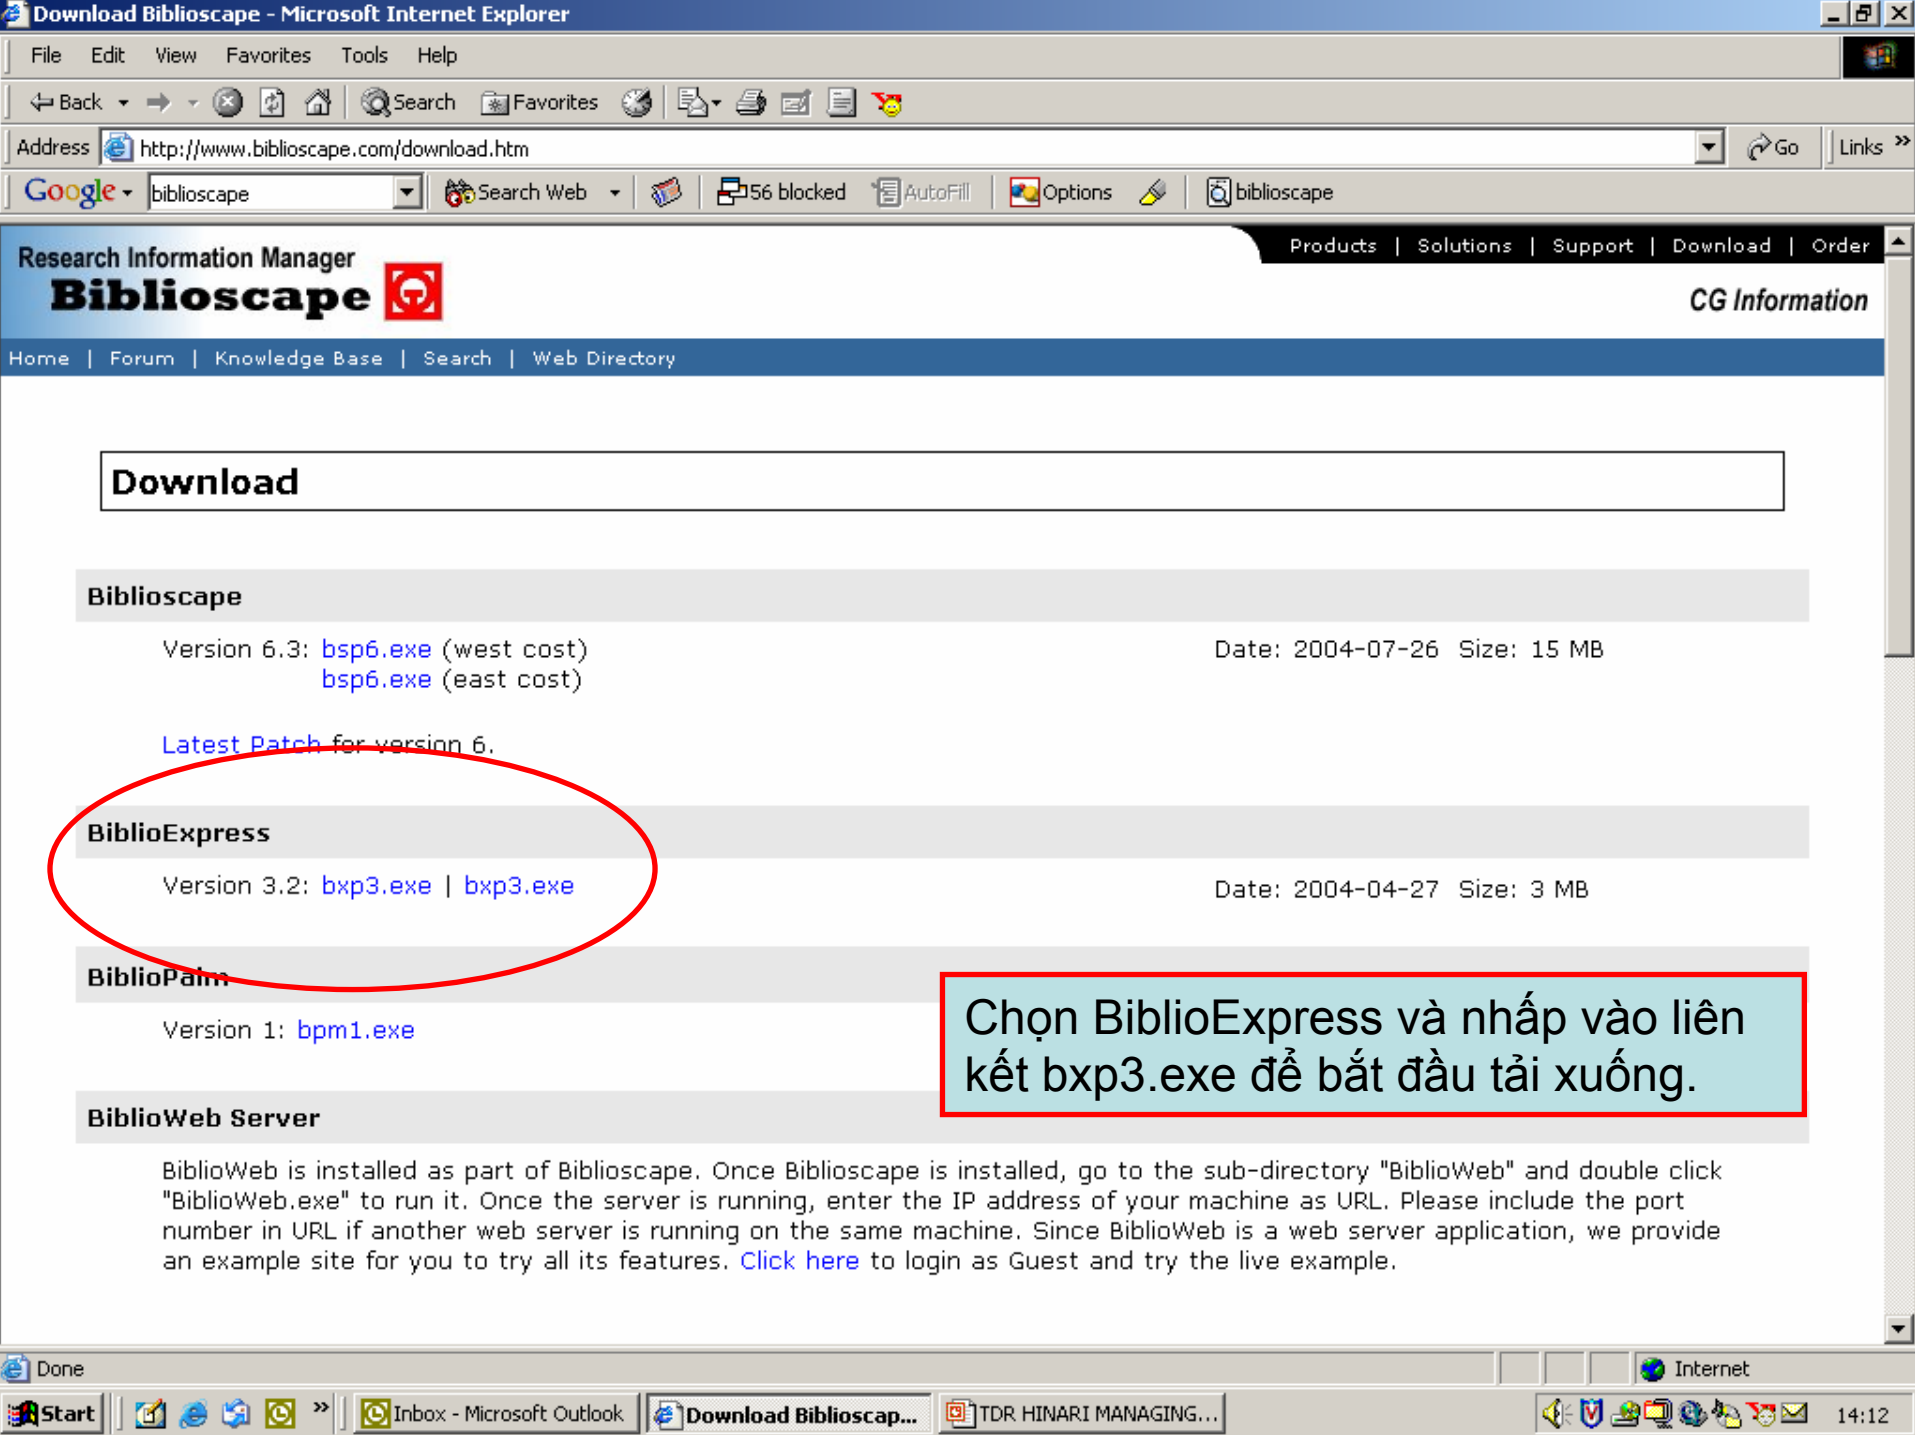 Download Biblioscape - Microsoft Internet Explorer
File Edit View Favorites Tools Help
Back Search Favorites
Address http://www.biblioscape.com/download.htm Go Links »
Google biblioscape Search Web 56 blocked AutoFill Options biblioscape
Products | Solutions | Support | Download | Order
Research Information Manager
Biblioscape
CG Information
Home | Forum | Knowledge Base | Search | Web Directory
Download
Biblioscape
Version 6.3: bsp6.exe (west cost) Date: 2004-07-26 Size: 15 MB
bsp6.exe (east cost)
Latest Patch for version 6.
BiblioExpress
Version 3.2: bxp3.exe | bxp3.exe Date: 2004-04-27 Size: 3 MB
BiblioPalm
Version 1: bpm1.exe
Chọn BiblioExpress và nhấp vào liên
kết bxp3.exe để bắt đầu tải xuống.
BiblioWeb Server
BiblioWeb is installed as part of Biblioscape. Once Biblioscape is installed, go to the sub-directory "BiblioWeb" and double click
"BiblioWeb.exe" to run it. Once the server is running, enter the IP address of your machine as URL. Please include the port
number in URL if another web server is running on the same machine. Since BiblioWeb is a web server application, we provide
an example site for you to try all its features. Click here to login as Guest and try the live example.
Done Internet
Start » Inbox - Microsoft Outlook Download Biblioscap... TDR HINARI MANAGING... 14:12